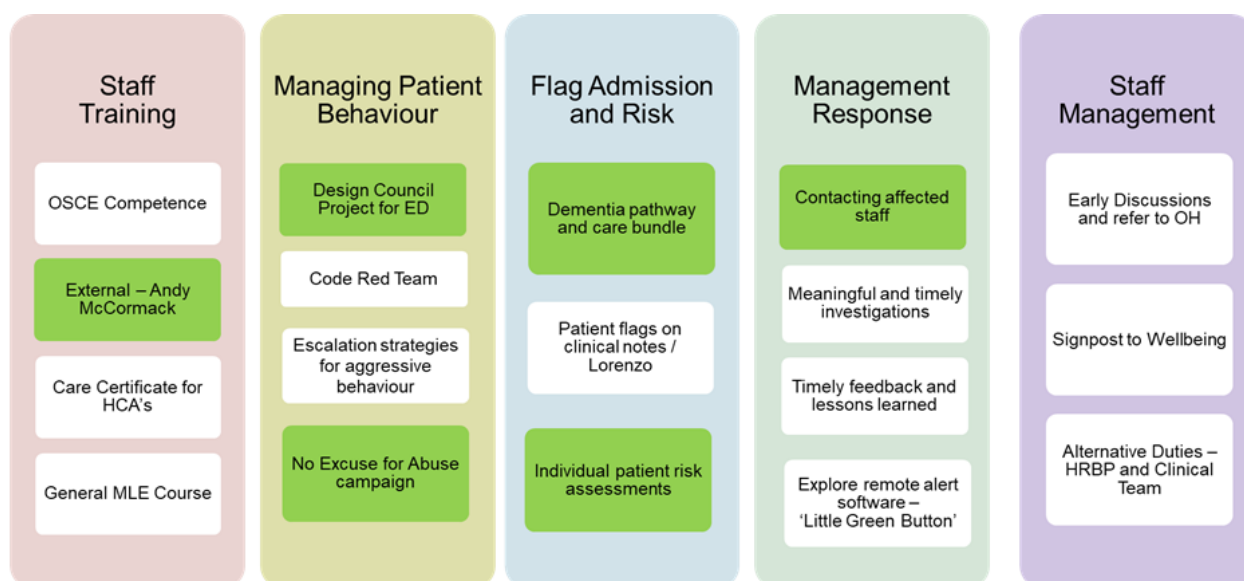 Staff
Training
OSCE Competence
External – Andy
McCormack
Care Certificate for
HCA's
General MLE Course
Managing Patient
Behaviour
Design Council
Project for ED
Code Red Team
Escalation strategies
for aggressive
behaviour
No Excuse for Abuse
campaign
Flag Admission
and Risk
Dementia pathway
and care bundle
Patient flags on
clinical notes /
Lorenzo
Individual patient risk
assessments
Management
Response
Contacting affected
staff
Meaningful and timely
investigations
Timely feedback and
lessons learned
Explore remote alert
software –
‘Little Green Button’
Staff
Management
Early Discussions
and refer to OH
Signpost to Wellbeing
Alternative Duties –
HRBP and Clinical
Team